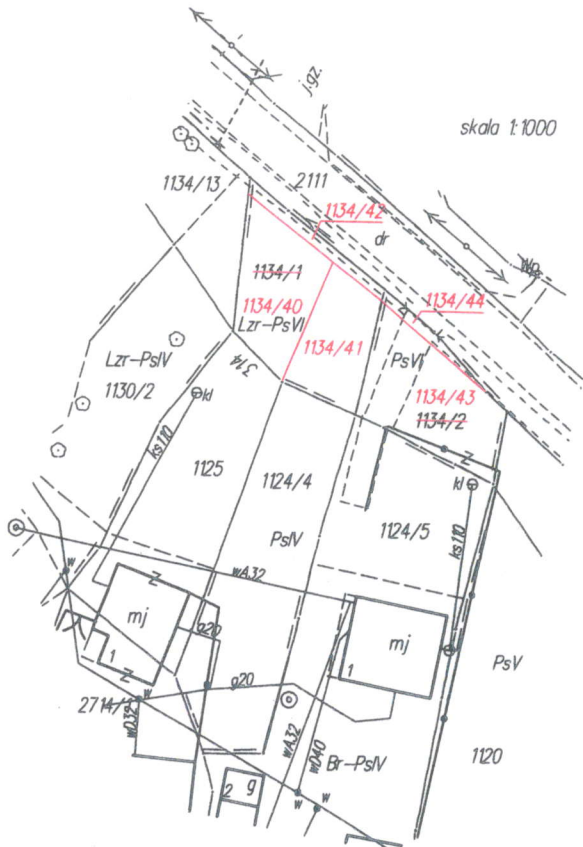 j.gz.
skala 1:1000
1134/13
2111
1134/42
dr
1134/1
1134/40
Lzr-PsVI
1134/41
1134/44
PsVI
1134/43
1134/2
Lzr-PsIV
1130/2
314
kl
ks110
1125
1124/4
PsIV
kl
ks110
1124/5
w
wA32
mj
1
Z
Z
g20
g20
mj
1
Z
PsV
2714/
w
wD32
wA32
wD40
Br-PsIV
1120
2
g
w
w